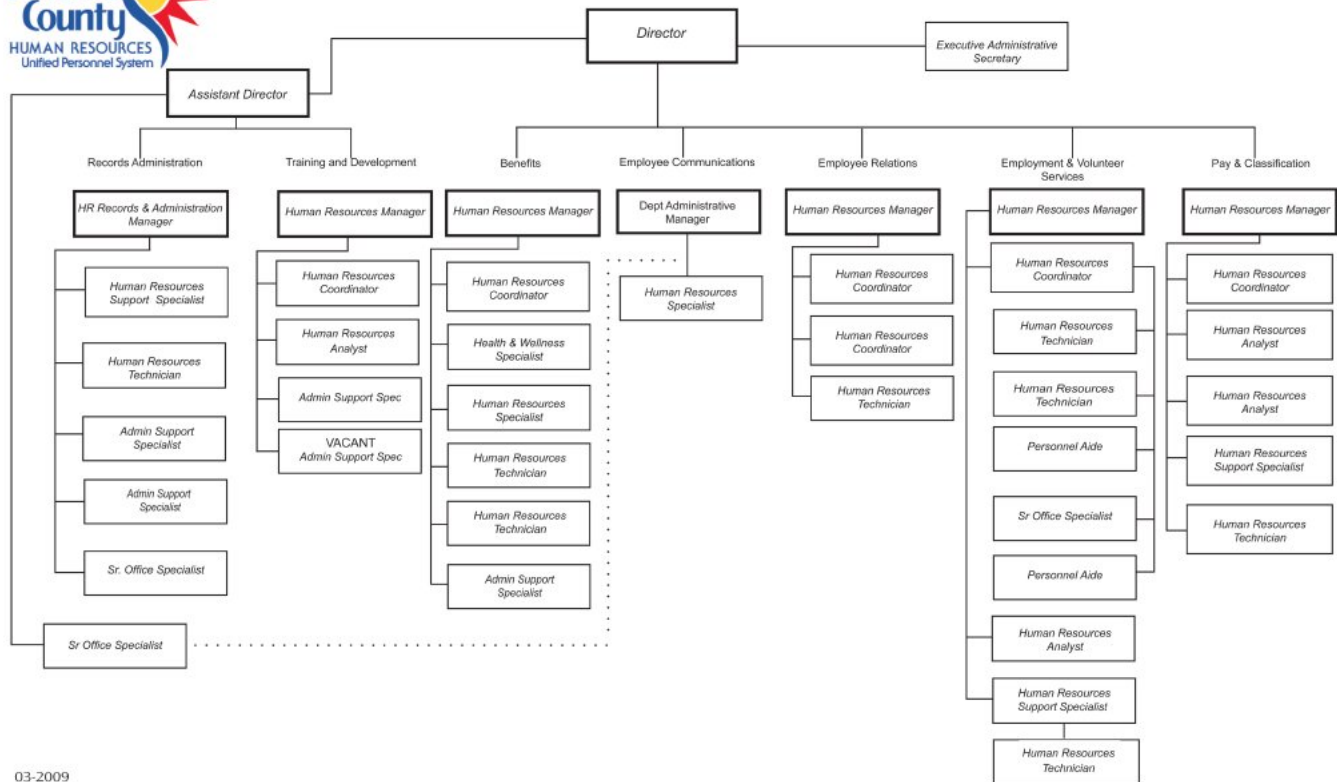 County
HUMAN RESOURCES
Unified Personnel System
Director
Executive Administrative
Secretary
Assistant Director
Records Administration
Training and Development
Benefits
Employee Communications
Employee Relations
Employment & Volunteer
Services
Pay & Classification
HR Records & Administration
Manager
Human Resources
Support Specialist
Human Resources
Technician
Admin Support
Specialist
Admin Support
Specialist
Sr. Office Specialist
Sr Office Specialist
Human Resources Manager
Human Resources
Coordinator
Human Resources
Analyst
Admin Support Spec
VACANT
Admin Support Spec
Human Resources Manager
Human Resources
Coordinator
Health & Wellness
Specialist
Human Resources
Specialist
Human Resources
Technician
Human Resources
Technician
Admin Support
Specialist
Dept Administrative
Manager
Human Resources
Specialist
Human Resources Manager
Human Resources
Coordinator
Human Resources
Coordinator
Human Resources
Technician
Human Resources Manager
Human Resources
Coordinator
Human Resources
Technician
Human Resources
Technician
Personnel Aide
Sr Office Specialist
Personnel Aide
Human Resources
Analyst
Human Resources
Support Specialist
Human Resources
Technician
Human Resources Manager
Human Resources
Coordinator
Human Resources
Analyst
Human Resources
Analyst
Human Resources
Support Specialist
Human Resources
Technician
03-2009